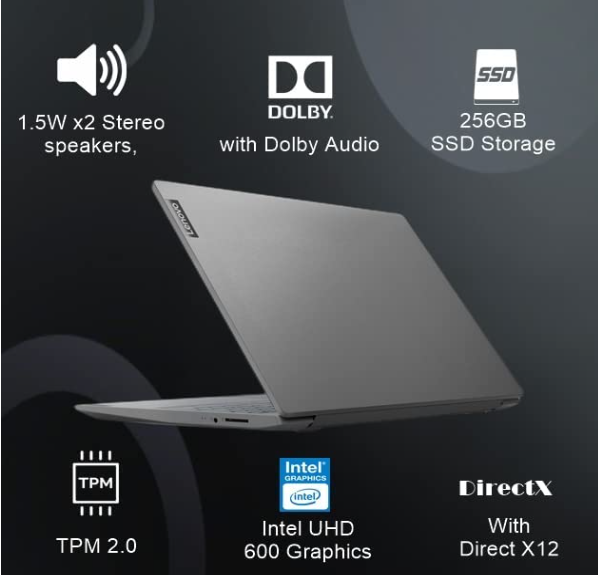 1.5W x2 Stereo
speakers,
DOLBY.
with Dolby Audio
SSD
256GB
SSD Storage
Lenovo
TPM
TPM 2.0
Intel®
GRAPHICS
intel
Intel UHD
600 Graphics
DirectX
With
Direct X12